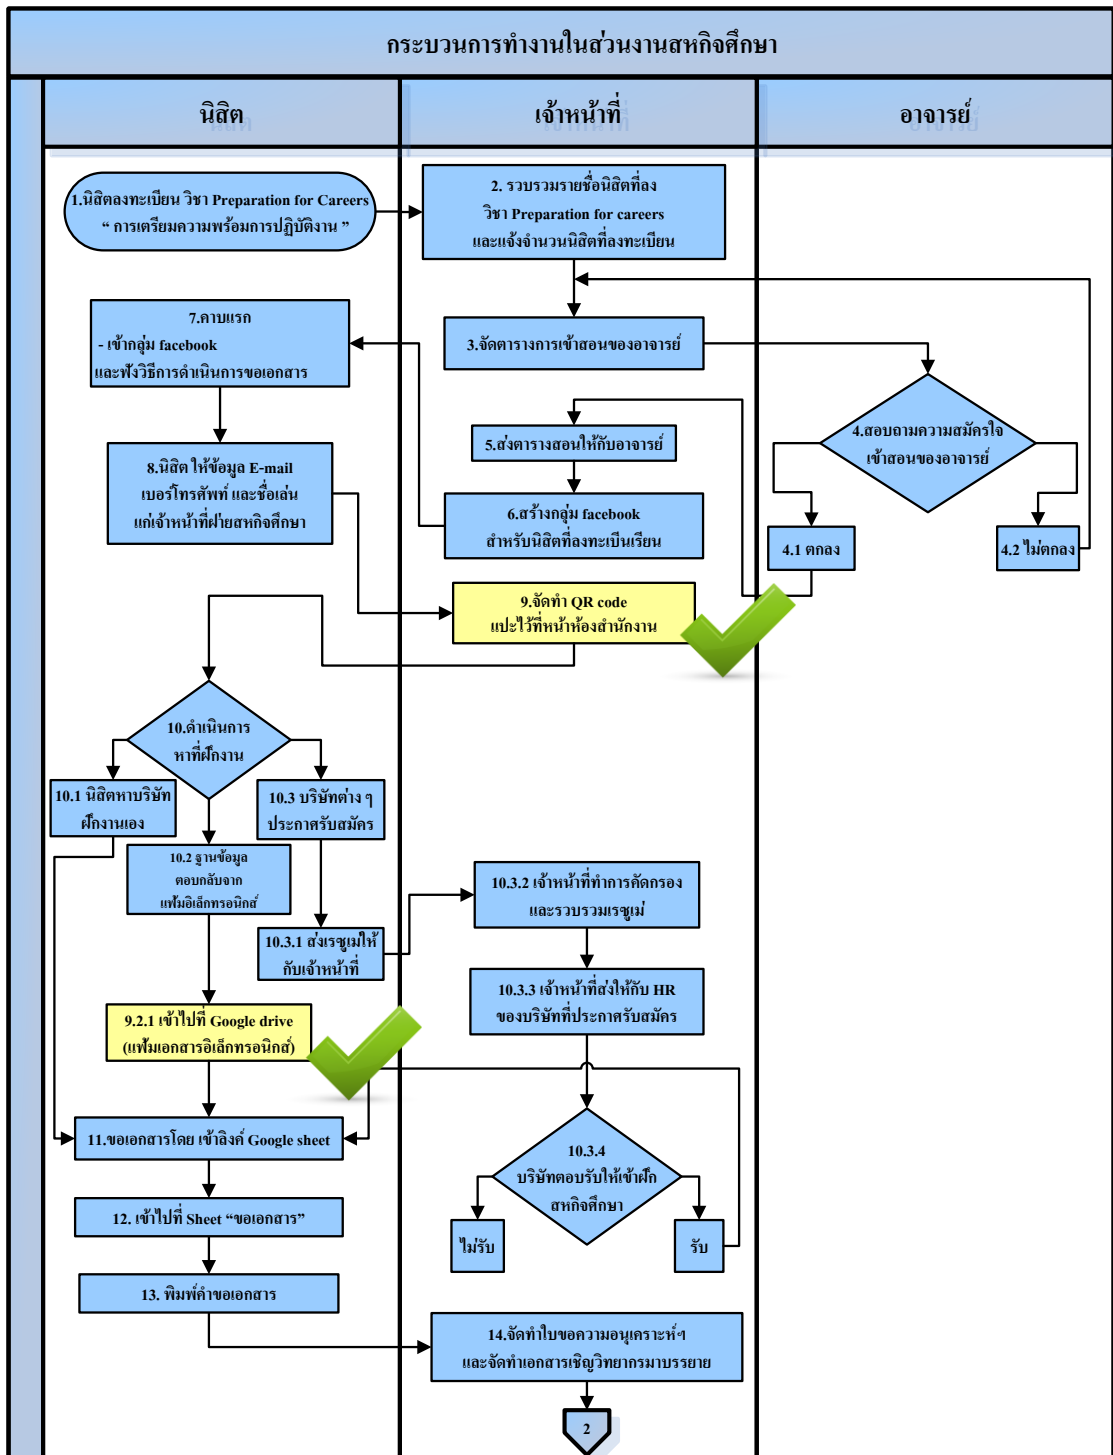 กระบวนการทำงานในส่วนงานสหกิจศึกษา
นิสิต
เจ้าหน้าที่
อาจารย์
1.นิสิตลงทะเบียน วิชา Preparation for Careers
“ การเตรียมความพร้อมการปฏิบัติงาน ”
2. รวบรวมรายชื่อนิสิตที่ลง
วิชา Preparation for careers
และแจ้งจำนวนนิสิตที่ลงทะเบียน
3.จัดตารางการเข้าสอนของอาจารย์
4.สอบถามความสมัครใจ
เข้าสอนของอาจารย์
4.1 ตกลง
4.2 ไม่ตกลง
5.ส่งตารางสอนให้กับอาจารย์
6.สร้างกลุ่ม facebook
สำหรับนิสิตที่ลงทะเบีนเรียน
7.คาบแรก
- เข้ากลุ่ม facebook
และฟังวิธีการดำเนินการขอเอกสาร
8.นิสิต ให้ข้อมูล E-mail
เบอร์โทรศัพท์ และชื่อเล่น
แก่เจ้าหน้าที่ฝ่ายสหกิจศึกษา
9.จัดทำ QR code
แปะไว้ที่หน้าห้องสำนักงาน
10.ดำเนินการ
หาที่ฝึกงาน
10.1 นิสิตหาบริษัท
ฝึกงานเอง
10.2 ฐานข้อมูล
ตอบกลับจาก
แฟ้มอิเล็กทรอนิกส์
10.3 บริษัทต่าง ๆ
ประกาศรับสมัคร
10.3.1 ส่งเรซูเมให้
กับเจ้าหน้าที่
10.3.2 เจ้าหน้าที่ทำการคัดกรอง
และรวบรวมเรซูเม่
10.3.3 เจ้าหน้าที่ส่งให้กับ HR
ของบริษัทที่ประกาศรับสมัคร
9.2.1 เข้าไปที่ Google drive
(แฟ้มเอกสารอิเล็กทรอนิกส์)
10.3.4
บริษัทตอบรับให้เข้าฝึก
สหกิจศึกษา
ไม่รับ
รับ
11.ขอเอกสารโดย เข้าลิงค์ Google sheet
12. เข้าไปที่ Sheet “ขอเอกสาร”
13. พิมพ์คำขอเอกสาร
14.จัดทำใบขอความอนุเคราะห์ฯ
และจัดทำเอกสารเชิญวิทยากรมาบรรยาย
2